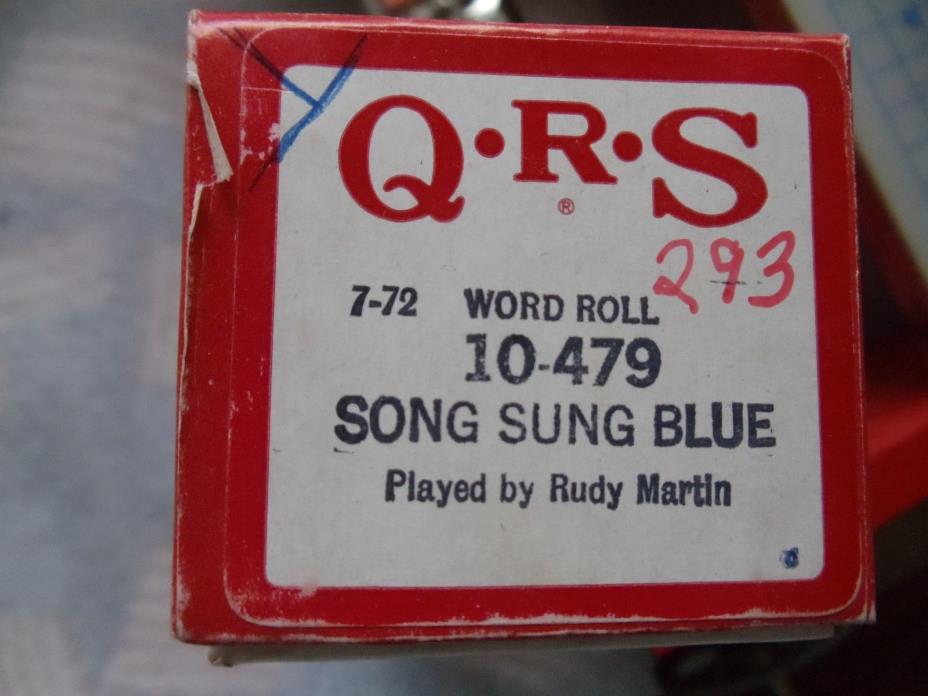 Q·R·S
®
293
7-72 WORD ROLL
10-479
SONG SUNG BLUE
Played by Rudy Martin